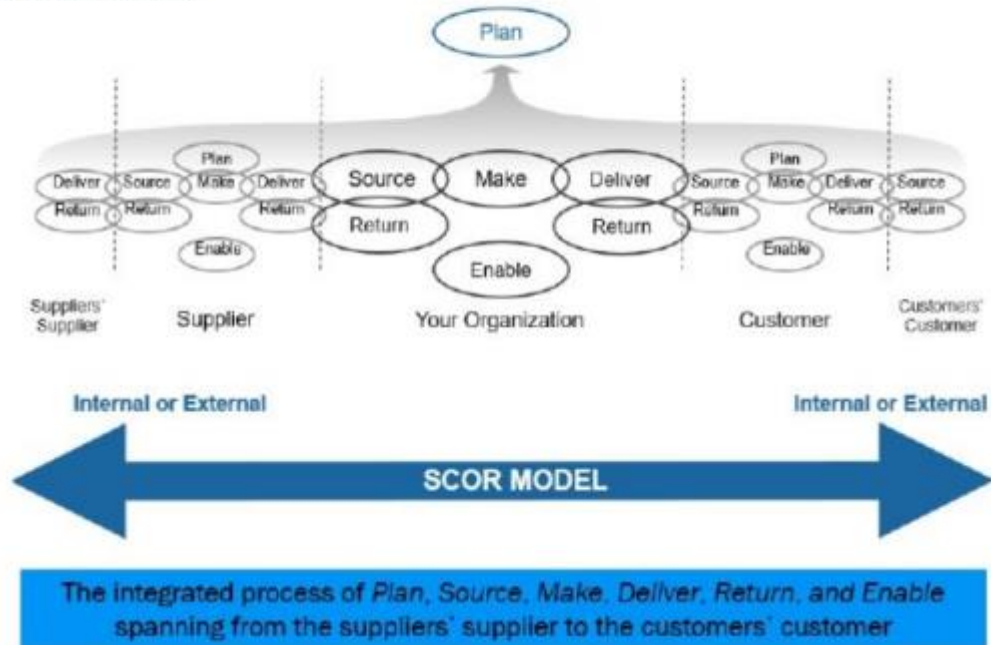 Plan
Plan Plan
Deliver Source Make Deliver Source Make Deliver Source Make Deliver Source
Return Return Return Return Return Return Return Return
Enable Enable Enable
Suppliers' Supplier Your Organization Customer Customers'
Supplier Customer
Internal or External Internal or External
SCOR MODEL
The integrated process of Plan, Source, Make, Deliver, Return, and Enable
spanning from the suppliers' supplier to the customers' customer